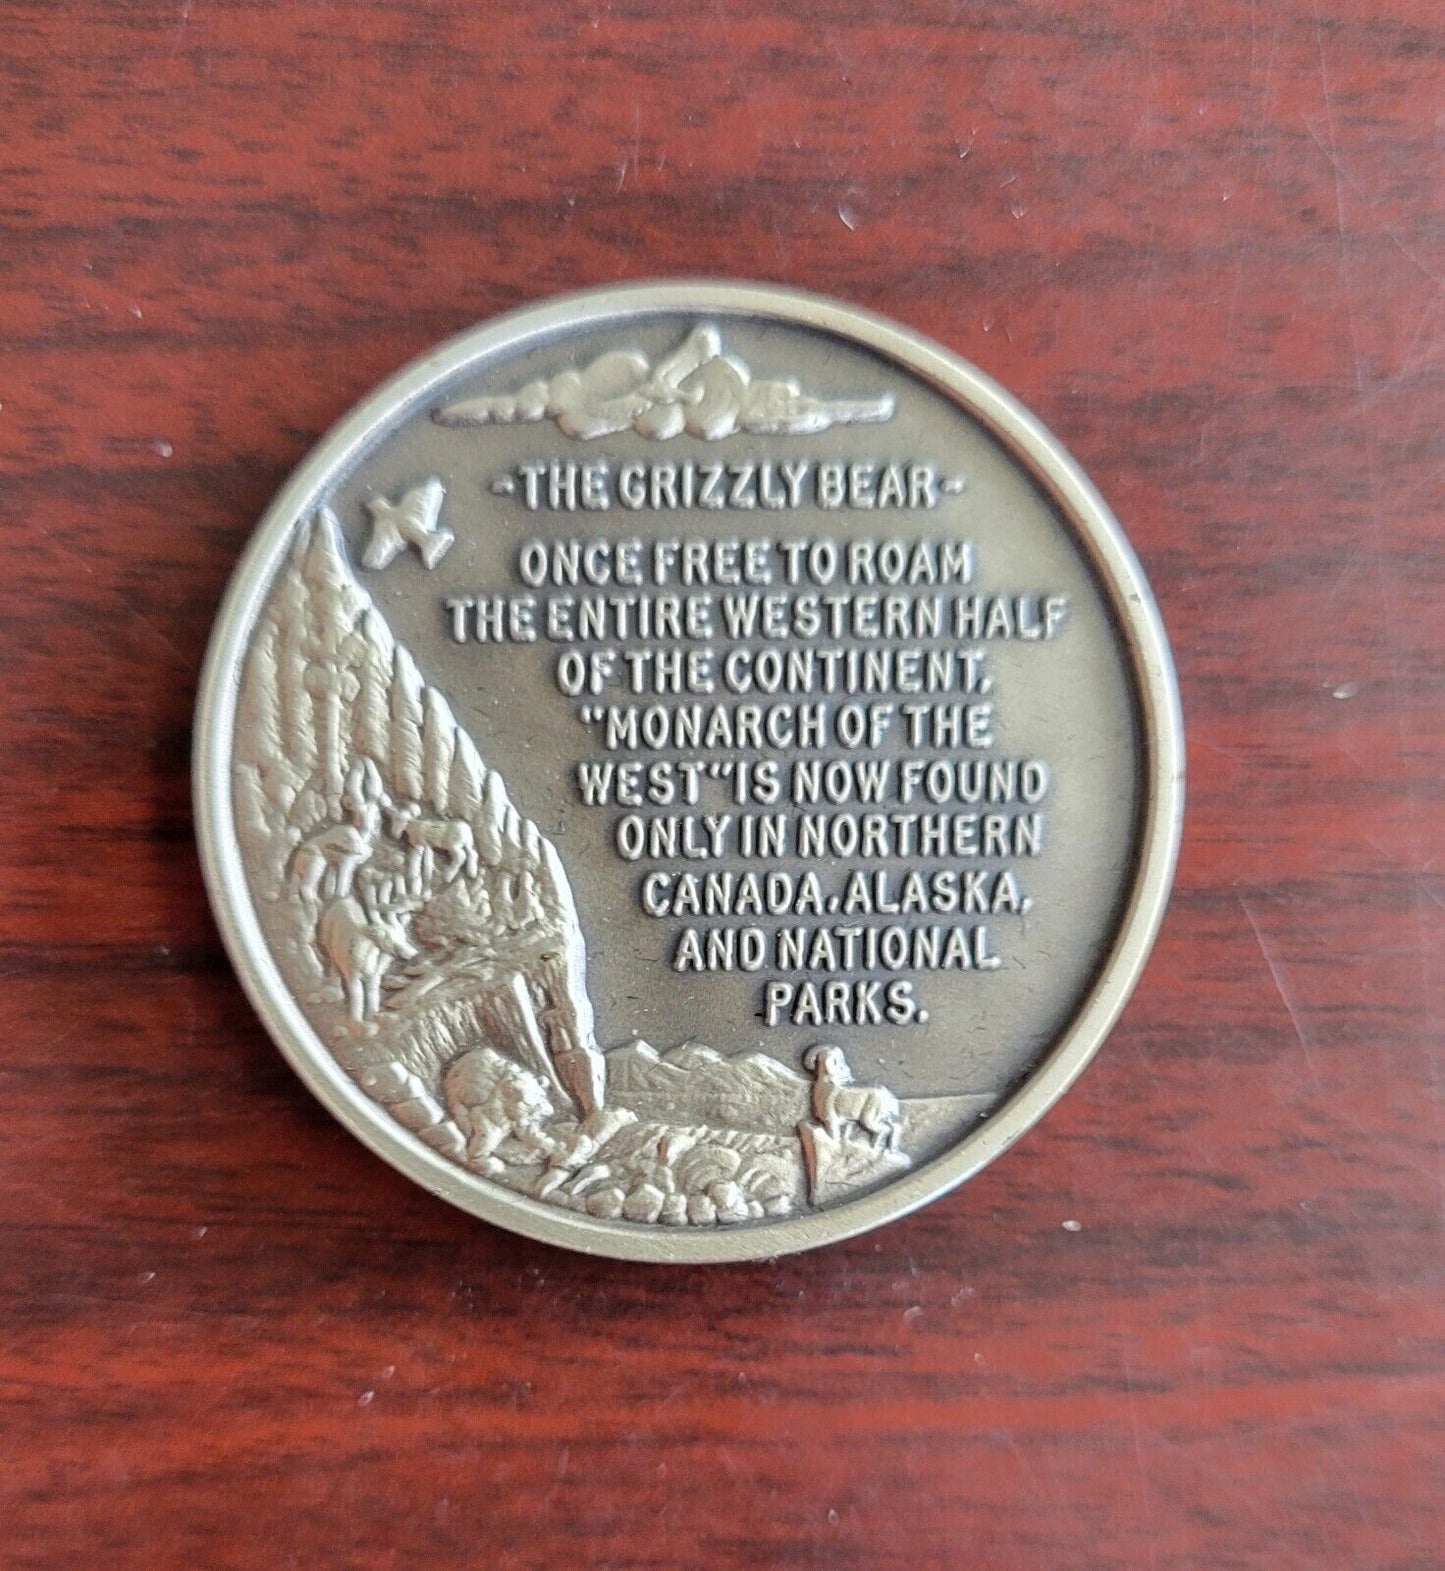 -THE GRIZZLY BEAR-
ONCE FREE TO ROAM
THE ENTIRE WESTERN HALF
OF THE CONTINENT,
"MONARCH OF THE
WEST" IS NOW FOUND
ONLY IN NORTHERN
CANADA, ALASKA,
AND NATIONAL
PARKS.